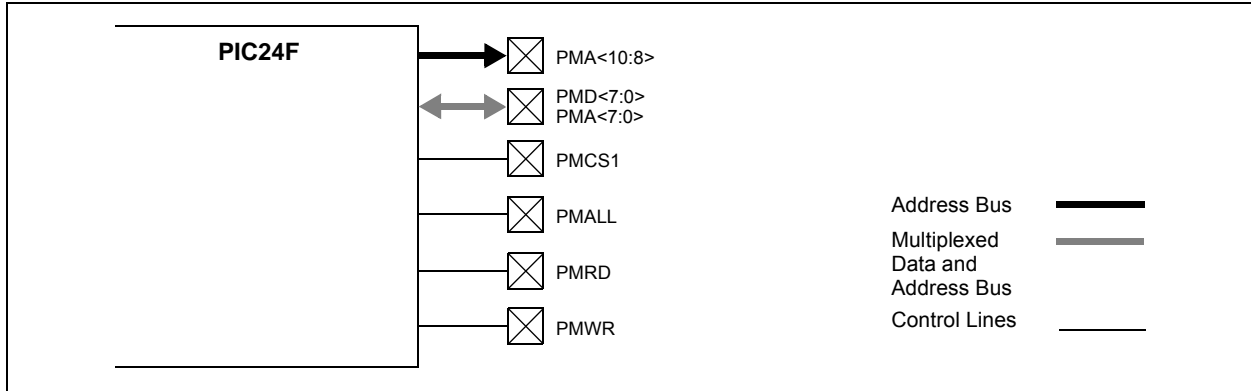 PIC24F
PMA<10:8>
PMD<7:0>
PMA<7:0>
PMCS1
PMALL
PMRD
PMWR
Address Bus
Multiplexed
Data and
Address Bus
Control Lines